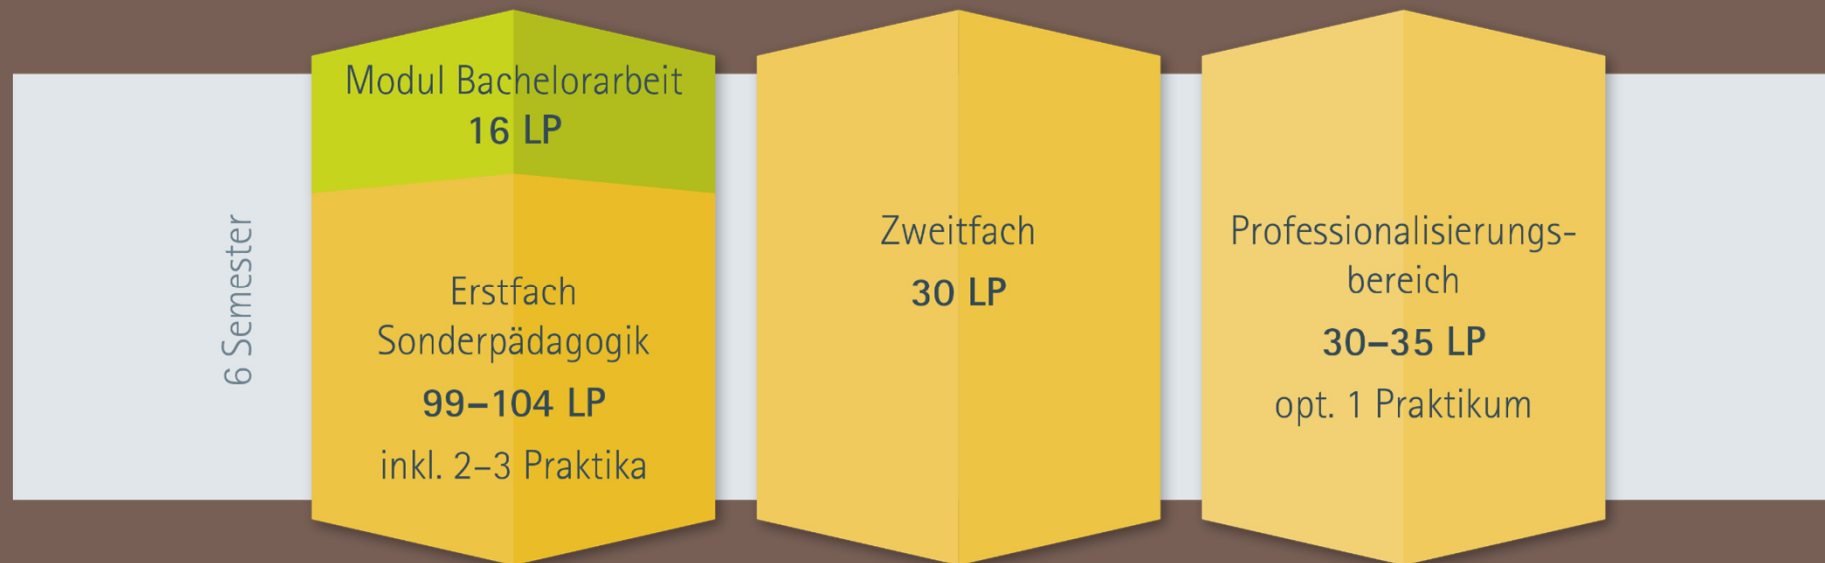 6 Semester
Modul Bachelorarbeit
16 LP
Erstfach
Sonderpädagogik
99–104 LP
inkl. 2–3 Praktika
Zweitfach
30 LP
Professionalisierungs-
bereich
30–35 LP
opt. 1 Praktikum